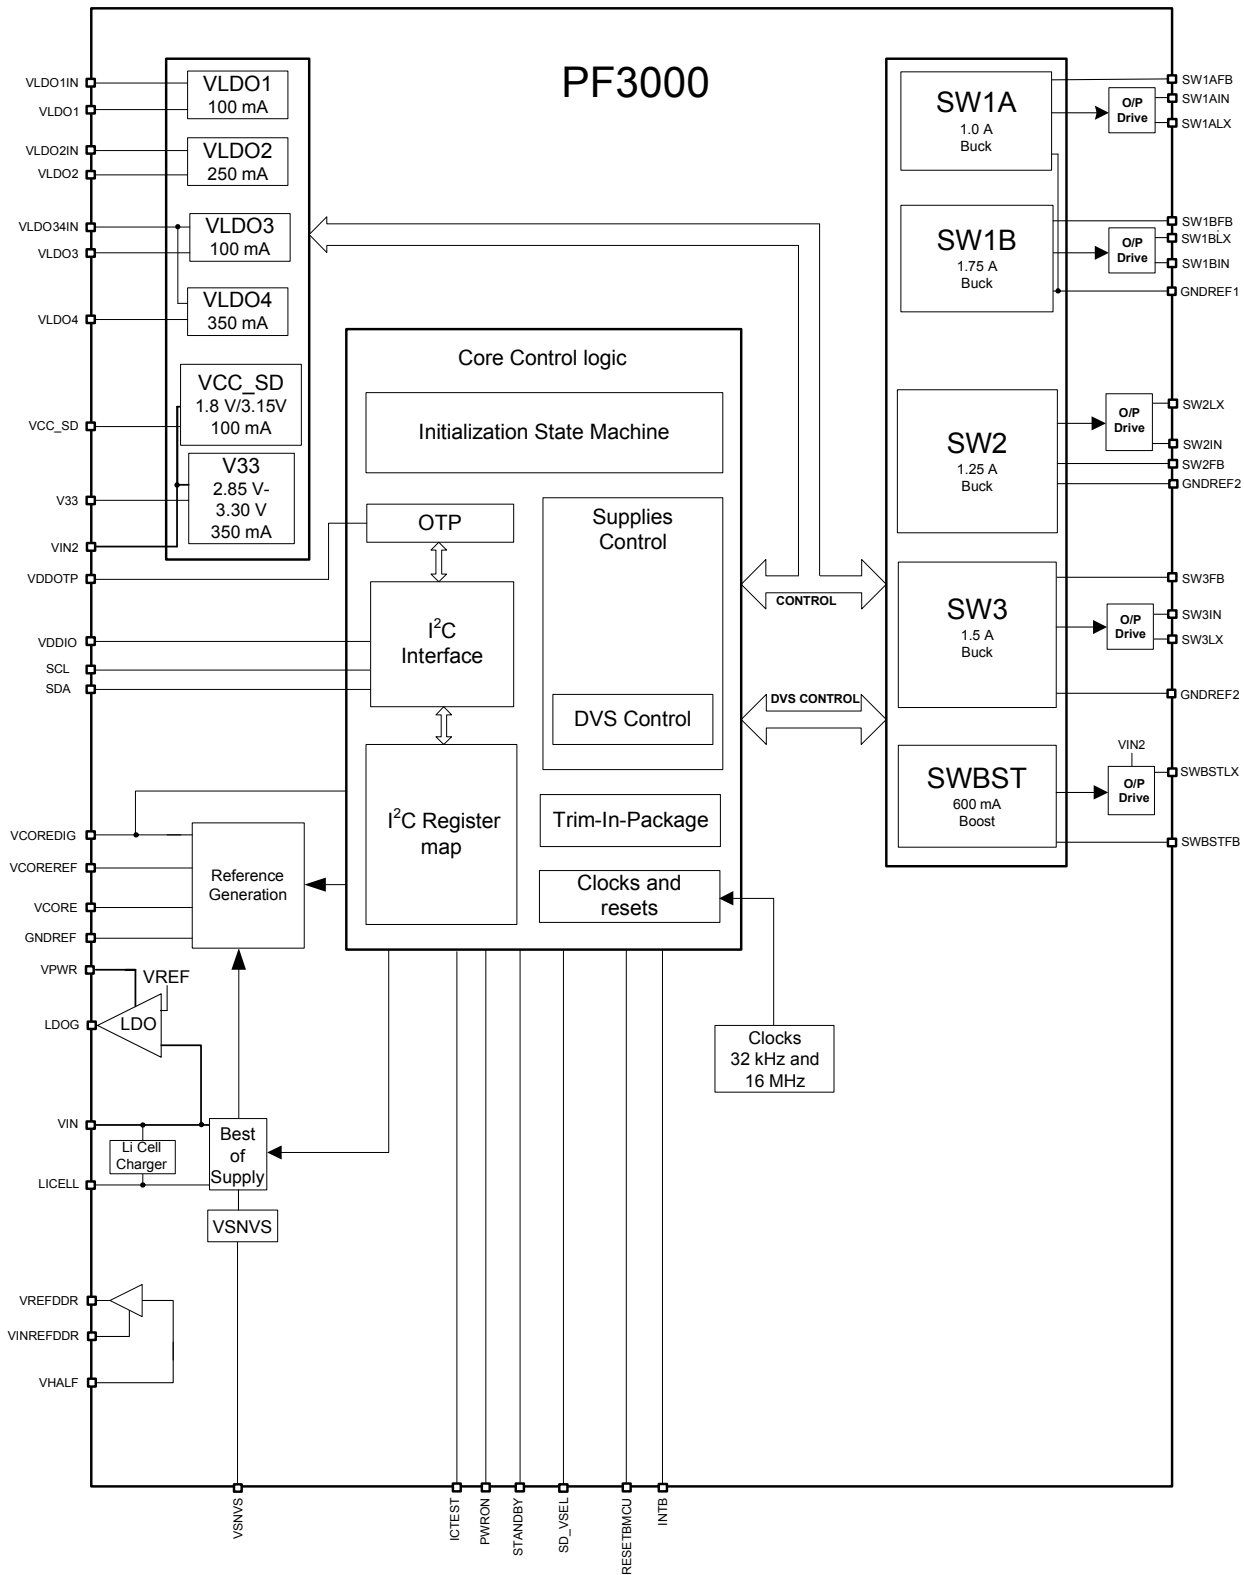 PF3000
VLDO1IN
VLDO1
VLDO2IN
VLDO2
VLDO34IN
VLDO3
VLDO4
VCC_SD
V33
VIN2
VDDOTP
VDDIO
SCL
SDA
VCOREDIG
VCOREREF
VCORE
GNDREF
VPWR
LDOG
VIN
LICELL
VREFDDR
VINREFDDR
VHALF
VLDO1
100 mA
VLDO2
250 mA
VLDO3
100 mA
VLDO4
350 mA
VCC_SD
1.8 V/3.15V
100 mA
V33
2.85 V-
3.30 V
350 mA
Core Control logic
Initialization State Machine
OTP
I²C
Interface
I²C Register
map
Supplies
Control
DVS Control
Trim-In-Package
Clocks and
resets
Clocks
32 kHz and
16 MHz
CONTROL
DVS CONTROL
Reference
Generation
VREF
LDO
Li Cell
Charger
Best
of
Supply
VSNVS
SW1A
1.0 A
Buck
SW1B
1.75 A
Buck
SW2
1.25 A
Buck
SW3
1.5 A
Buck
SWBST
600 mA
Boost
O/P
Drive
O/P
Drive
O/P
Drive
O/P
Drive
VIN2
O/P
Drive
SW1AFB
SW1AIN
SW1ALX
SW1BFB
SW1BLX
SW1BIN
GNDREF1
SW2LX
SW2IN
SW2FB
GNDREF2
SW3FB
SW3IN
SW3LX
GNDREF2
SWBSTLX
SWBSTFB
VSNVS
ICTEST
PWRON
STANDBY
SD_VSEL
RESETBMCU
INTB